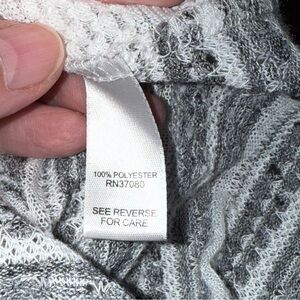 100% POLYESTER
RN37080
SEE REVERSE
FOR CARE